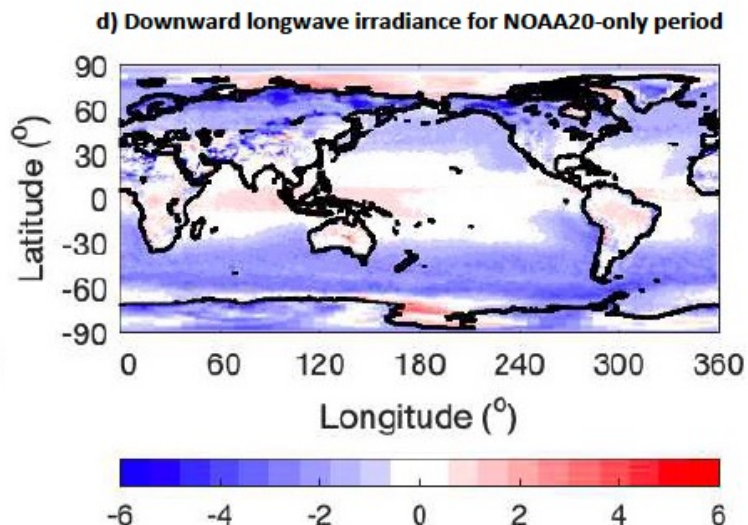 d) Downward longwave irradiance for NOAA20-only period
90
60
30
0
-30
-60
-90
Latitude (o)
0 60 120 180 240 300 360
Longitude (o)
-6 -4 -2 0 2 4 6